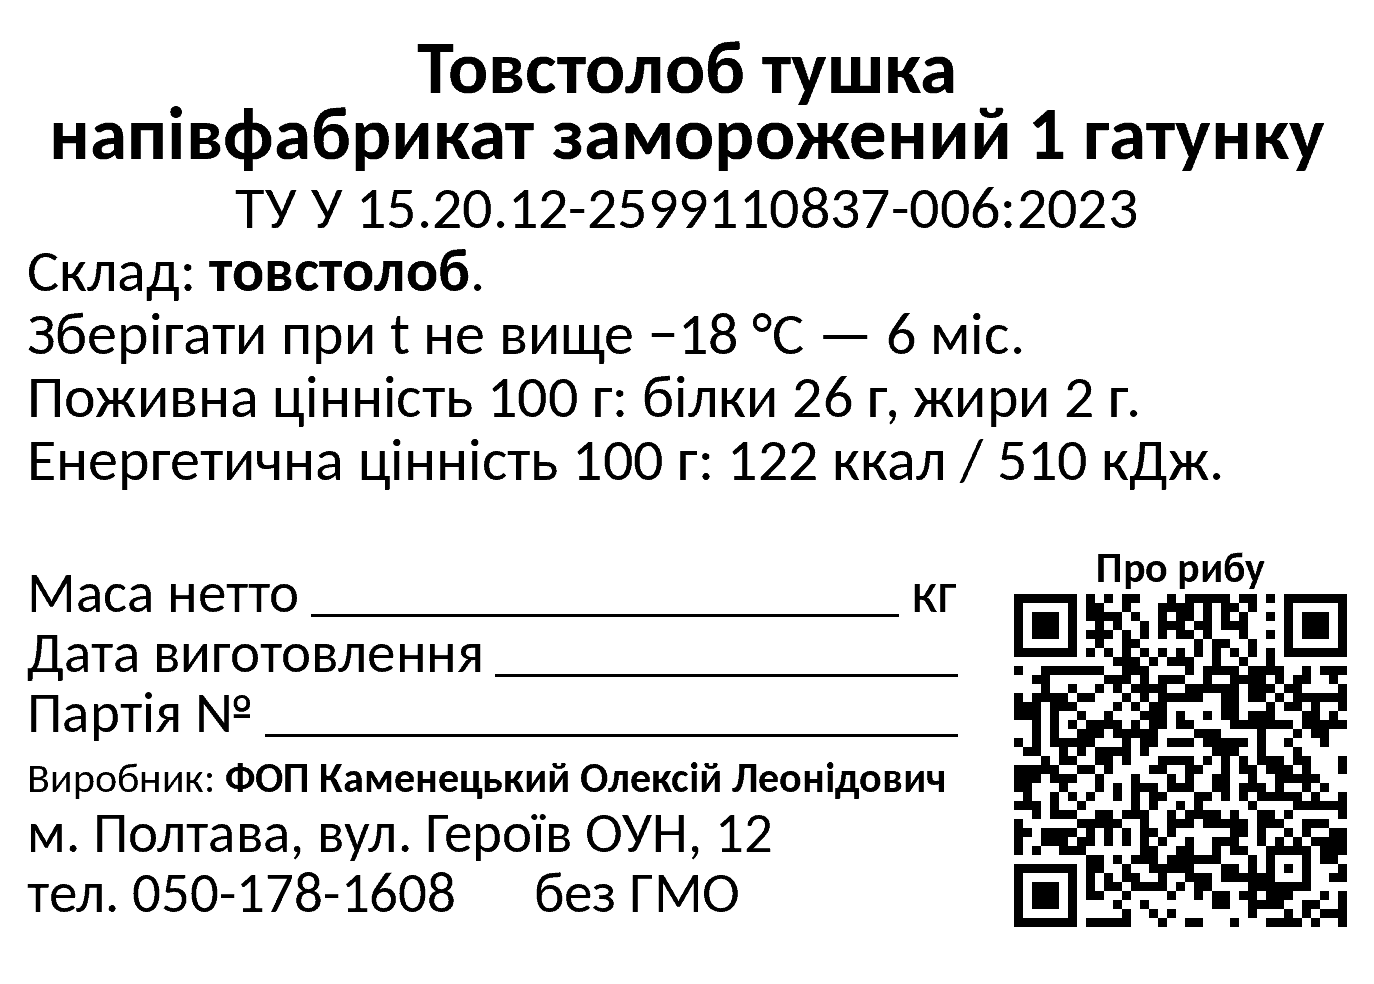 Товстолоб тушка
напівфабрикат заморожений 1 гатунку
ТУ У 15.20.12-2599110837-006:2023
Склад: товстолоб.
Зберігати при t не вище −18 °C — 6 міс.
Поживна цінність 100 г: білки 26 г, жири 2 г.
Енергетична цінність 100 г: 122 ккал / 510 кДж.
Маса нетто ____________________ кг
Дата виготовлення ________________
Партія № ________________________
Виробник: ФОП Каменецький Олексій Леонідович
м. Полтава, вул. Героїв ОУН, 12
тел. 050-178-1608 без ГМО
Про рибу